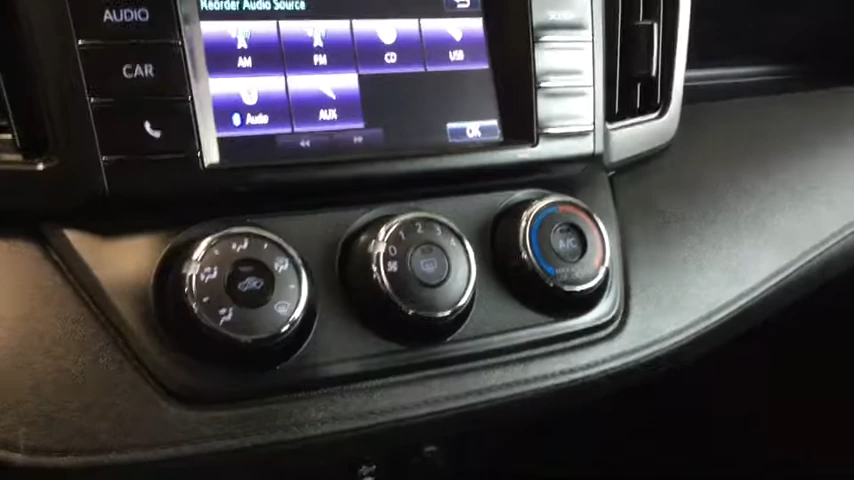 AUDIO
Reorder Audio Source
CAR
AM
FM
CD
USB
Audio
AUX
OK
0 1 2 3 4
A/C